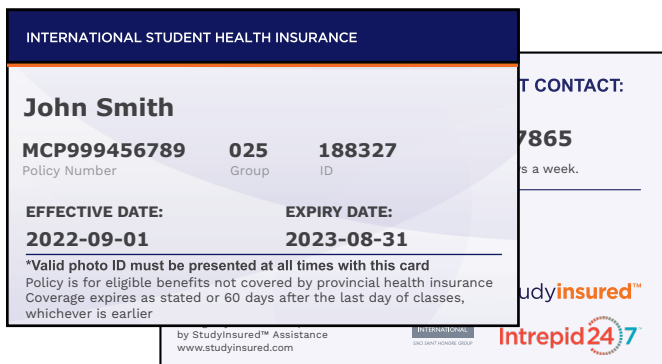 INTERNATIONAL STUDENT HEALTH INSURANCE
John Smith
MCP999456789 025 188327
Policy Number Group ID
EFFECTIVE DATE: EXPIRY DATE:
2022-09-01 2023-08-31
*Valid photo ID must be presented at all times with this card
Policy is for eligible benefits not covered by provincial health insurance
Coverage expires as stated or 60 days after the last day of classes,
whichever is earlier
T CONTACT:
7865
a week.
udyinsured™
by StudyInsured™ Assistance
www.studyinsured.com
INTERNATIONAL
Intrepid 24/7